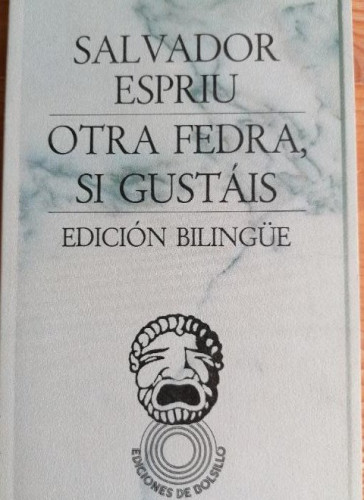 SALVADOR
ESPRIU
OTRA FEDRA,
SI GUSTÁIS
EDICIÓN BILINGÜE
EDICIONES DE BOLSILLO